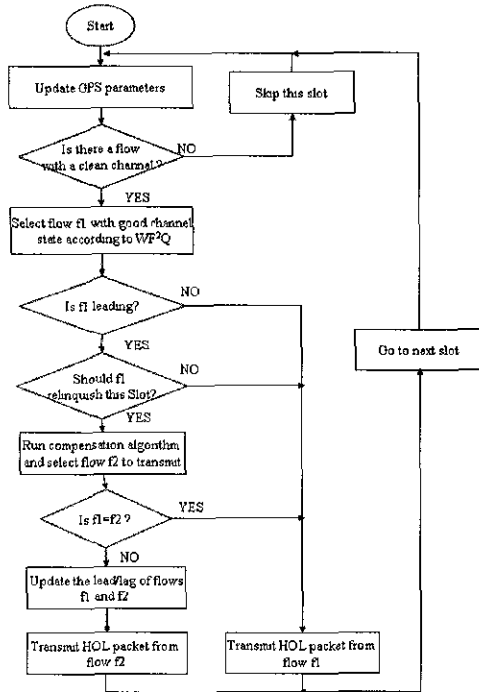 Start
Update GPS parameters
Skip this slot
Is there a flow
with a clean channel?
NO
YES
Select flow f1 with good channel
state according to WF²Q
Is f1 leading?
NO
YES
Go to next slot
Should f1
relinquish this Slot?
NO
YES
Run compensation algorithm
and select flow f2 to transmit
Is f1=f2 ?
YES
NO
Update the lead/lag of flows
f1 and f2
Transmit HOL packet from
flow f2
Transmit HOL packet from
flow f1